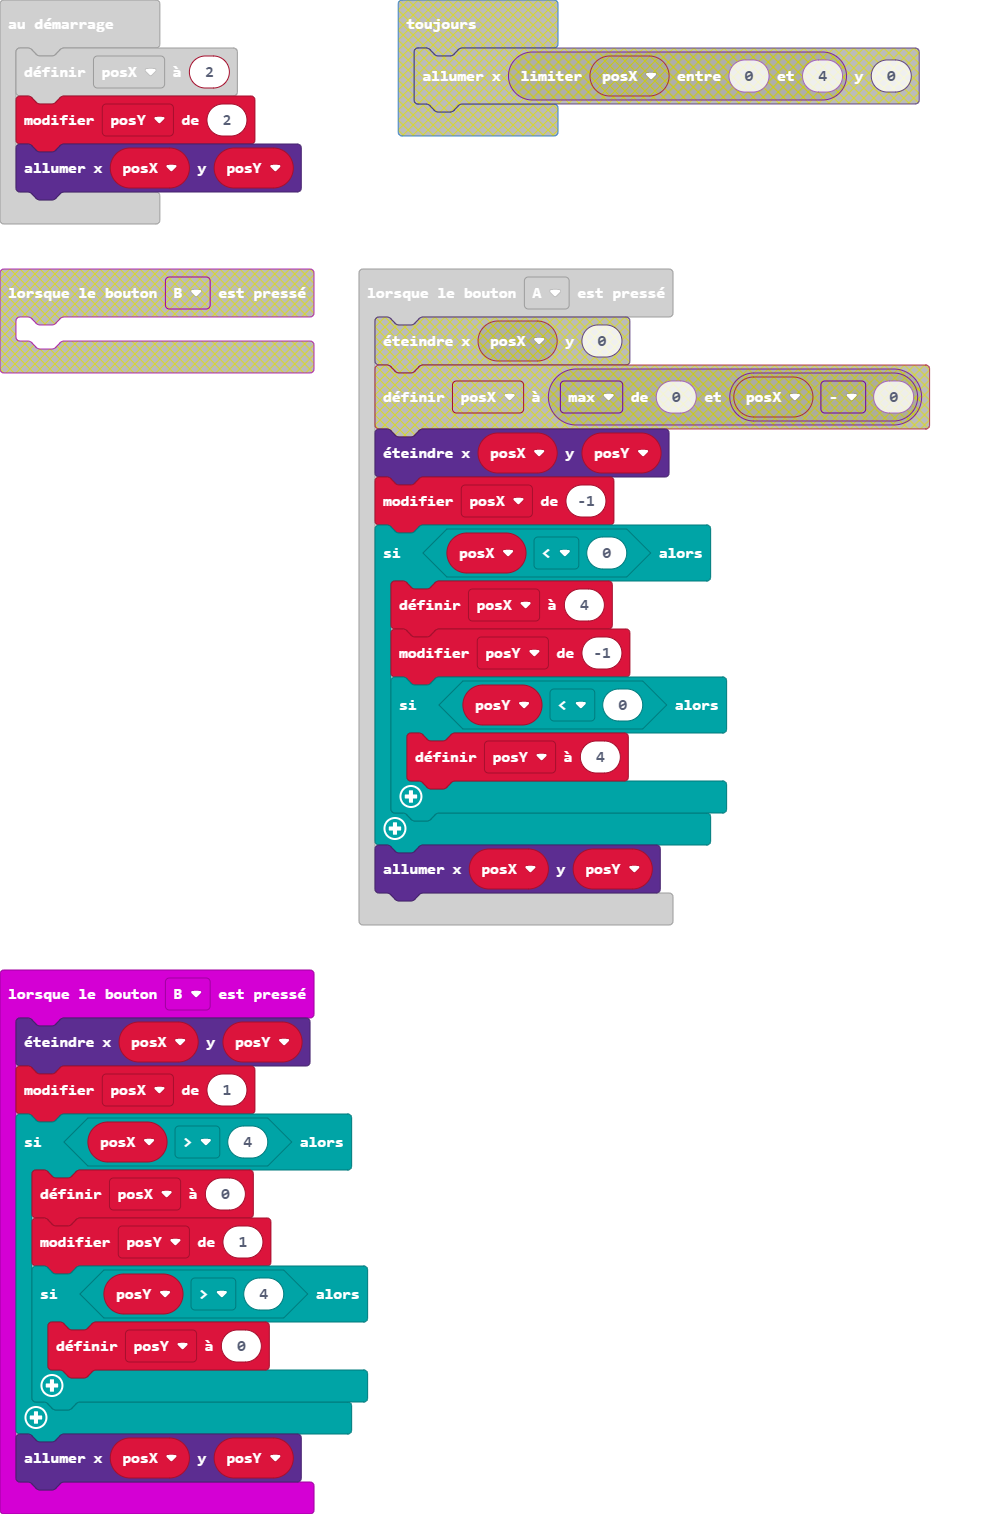 au démarrage
définir posX à 2
modifier posY de 2
allumer x posX y posY
toujours
allumer x limiter posX entre 0 et 4 y 0
lorsque le bouton B est pressé
lorsque le bouton A est pressé
éteindre x posX y 0
définir posX à max de 0 et posX - 0
éteindre x posX y posY
modifier posX de -1
si posX < 0 alors
définir posX à 4
modifier posY de -1
si posY < 0 alors
définir posY à 4
allumer x posX y posY
lorsque le bouton B est pressé
éteindre x posX y posY
modifier posX de 1
si posX > 4 alors
définir posX à 0
modifier posY de 1
si posY > 4 alors
définir posY à 0
allumer x posX y posY